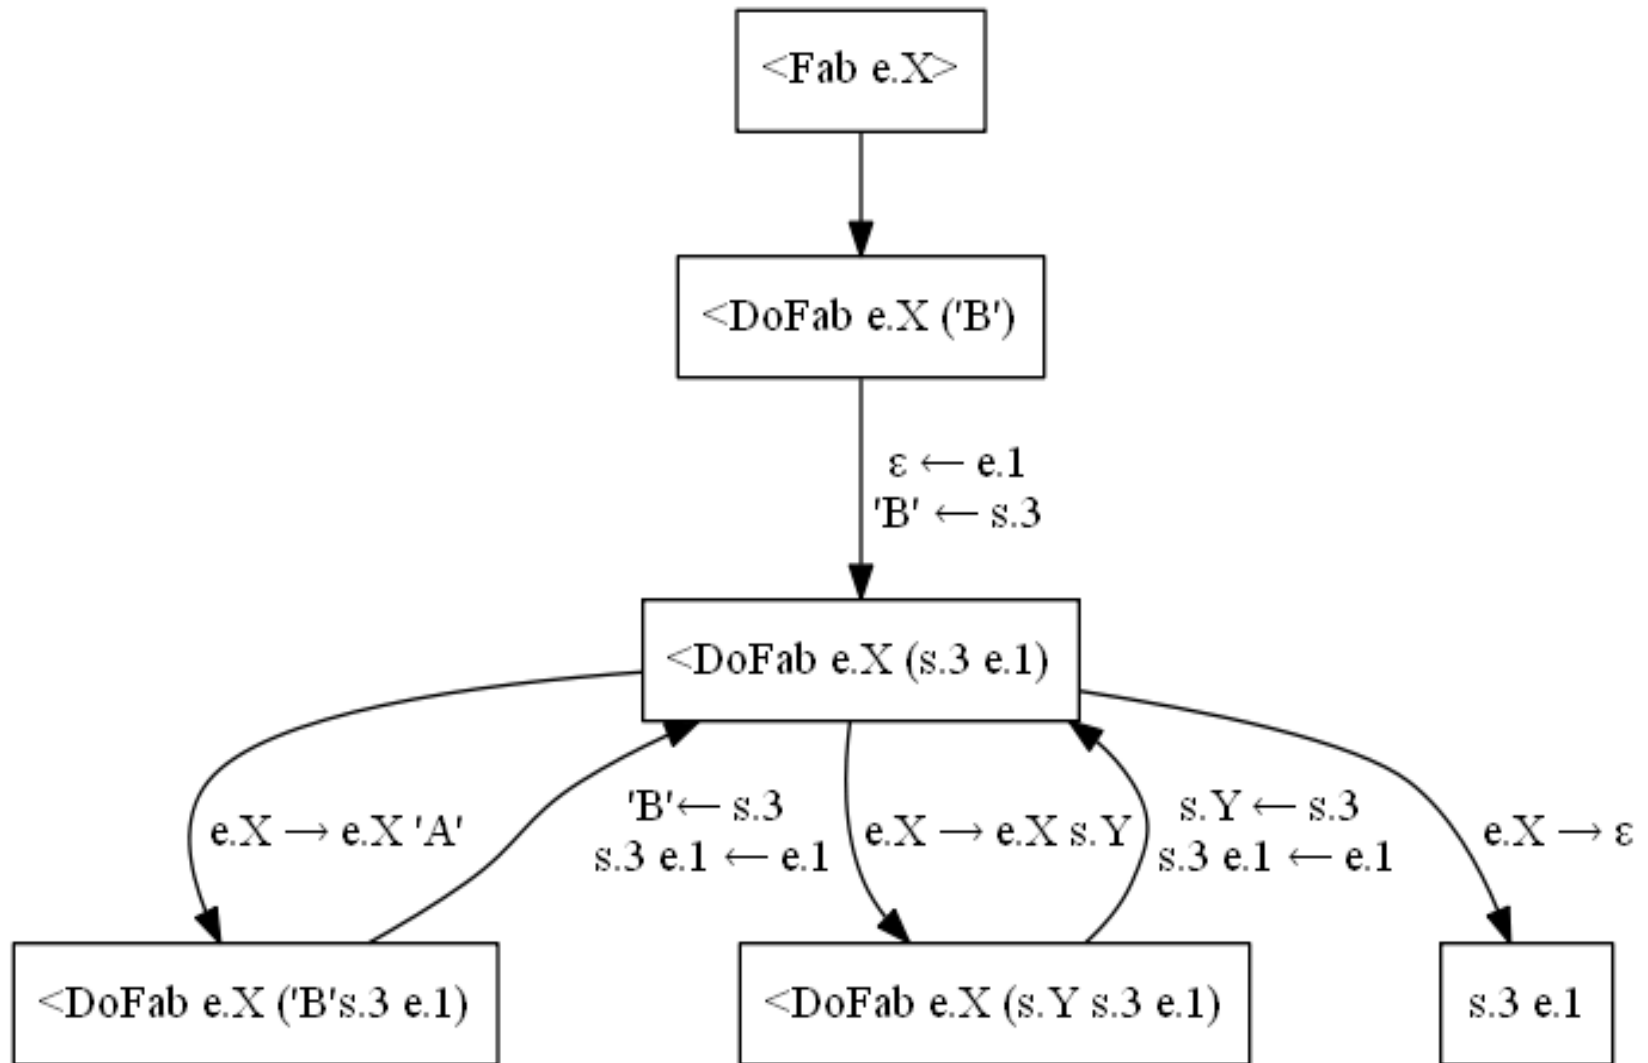 <Fab e.X>
<DoFab e.X ('B')
ε ← e.1
'B' ← s.3
<DoFab e.X (s.3 e.1)
e.X → e.X 'A'
'B'← s.3
s.3 e.1 ← e.1
e.X → e.X s.Y
s.Y ← s.3
s.3 e.1 ← e.1
e.X → ε
<DoFab e.X ('B's.3 e.1)
<DoFab e.X (s.Y s.3 e.1)
s.3 e.1